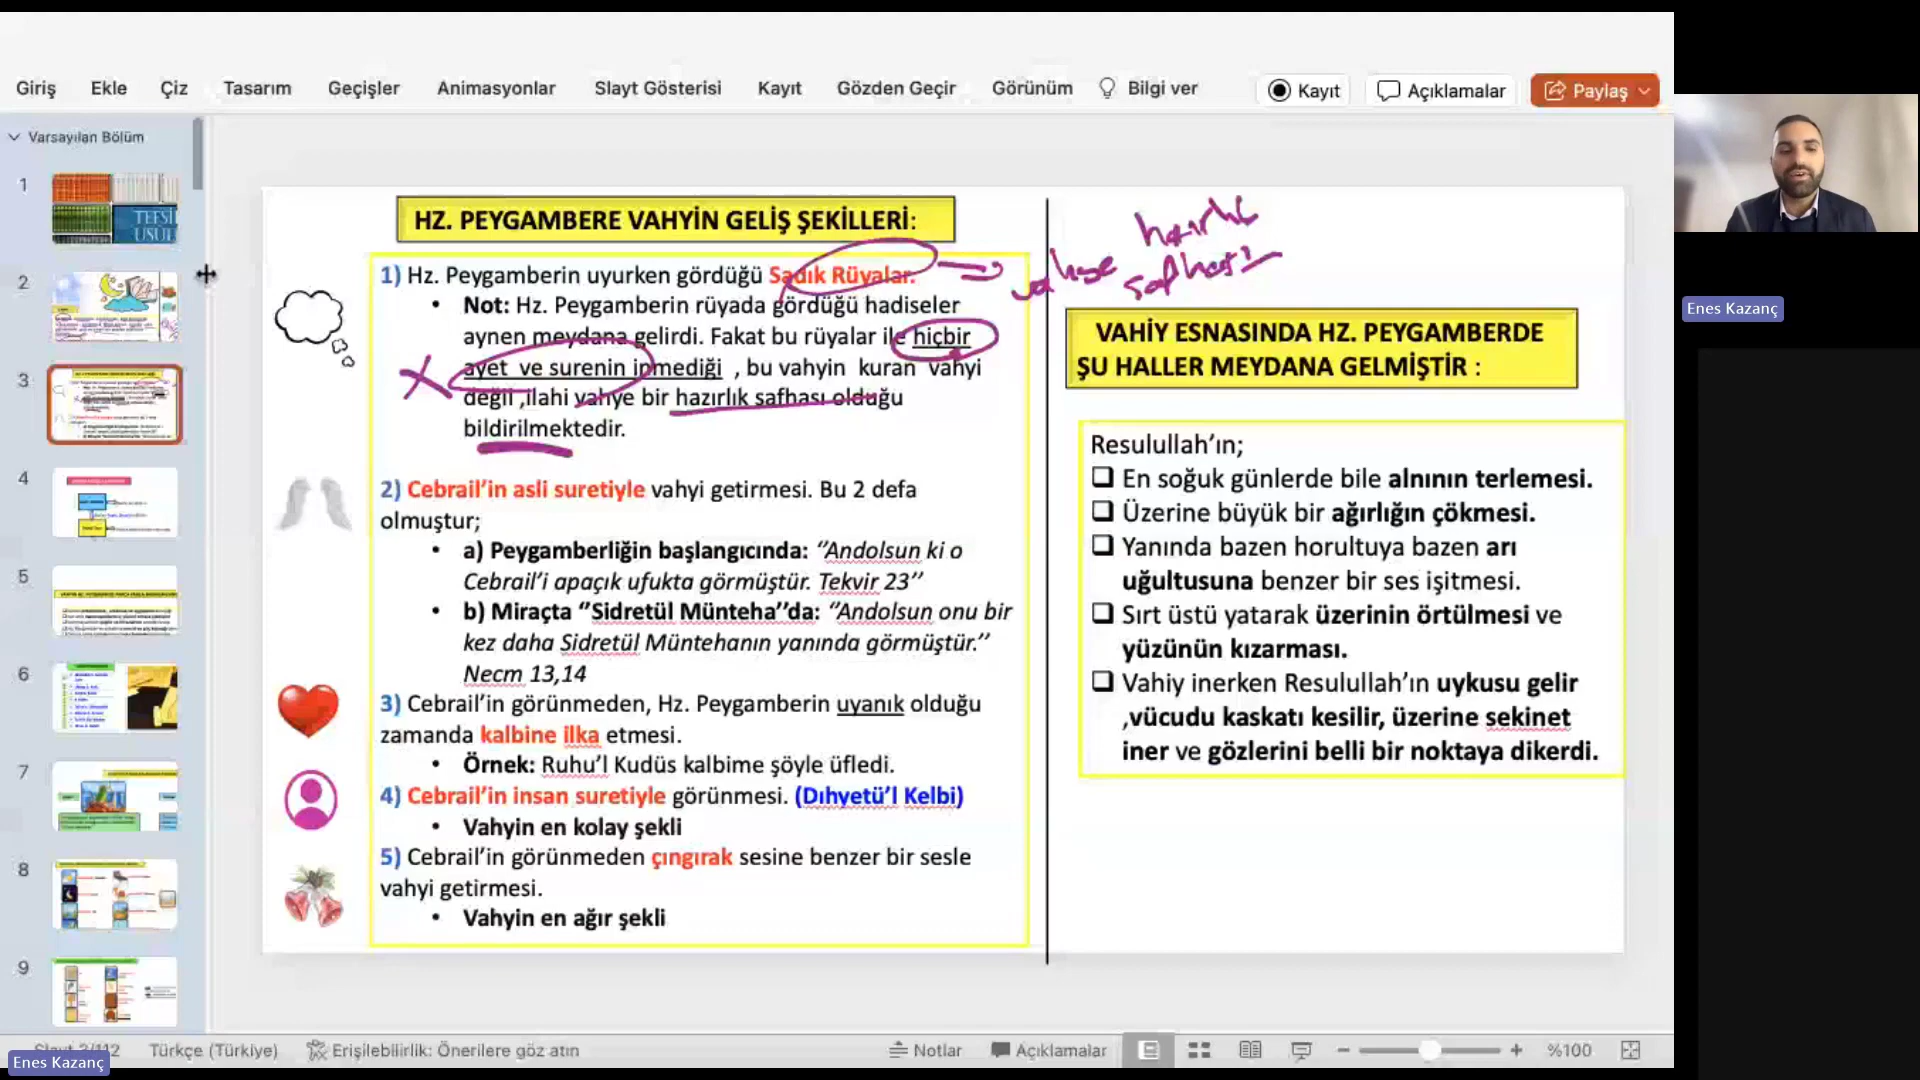 Giriş Ekle Çiz Tasarım Geçişler Animasyonlar Slayt Gösterisi Kayıt Gözden Geçir Görünüm Bilgi ver Kayıt Açıklamalar Paylaş
Varsayılan Bölüm
1
TEFSİ
USUL
2
3
4
5
6
7
8
9
HZ. PEYGAMBERE VAHYİN GELİŞ ŞEKİLLERİ:
1) Hz. Peygamberin uyurken gördüğü Sadık Rüyalar.
• Not: Hz. Peygamberin rüyada gördüğü hadiseler
aynen meydana gelirdi. Fakat bu rüyalar ile hiçbir
ayet ve surenin inmediği , bu vahyin kuran vahyi
değil ,ilahi vahye bir hazırlık safhası olduğu
bildirilmektedir.
2) Cebrail’in asli suretiyle vahyi getirmesi. Bu 2 defa
olmuştur;
• a) Peygamberliğin başlangıcında: ‘’Andolsun ki o
Cebrail’i apaçık ufukta görmüştür. Tekvir 23’’
• b) Miraçta ‘’Sidretül Münteha’’da: ‘’Andolsun onu bir
kez daha Sidretül Müntehanın yanında görmüştür.’’
Necm 13,14
3) Cebrail’in görünmeden, Hz. Peygamberin uyanık olduğu
zamanda kalbine ilka etmesi.
• Örnek: Ruhu’l Kudüs kalbime şöyle üfledi.
4) Cebrail’in insan suretiyle görünmesi. (Dıhyetü’l Kelbi)
• Vahyin en kolay şekli
5) Cebrail’in görünmeden çıngırak sesine benzer bir sesle
vahyi getirmesi.
• Vahyin en ağır şekli
hazırlık
safhası
VAHİY ESNASINDA HZ. PEYGAMBERDE
ŞU HALLER MEYDANA GELMİŞTİR :
Resulullah’ın;
❑ En soğuk günlerde bile alnının terlemesi.
❑ Üzerine büyük bir ağırlığın çökmesi.
❑ Yanında bazen horultuya bazen arı
uğultusuna benzer bir ses işitmesi.
❑ Sırt üstü yatarak üzerinin örtülmesi ve
yüzünün kızarması.
❑ Vahiy inerken Resulullah’ın uykusu gelir
,vücudu kaskatı kesilir, üzerine sekinet
iner ve gözlerini belli bir noktaya dikerdi.
Enes Kazanç
Türkçe (Türkiye) Erişilebilirlik: Önerilere göz atın Notlar Açıklamalar %100
Enes Kazanç